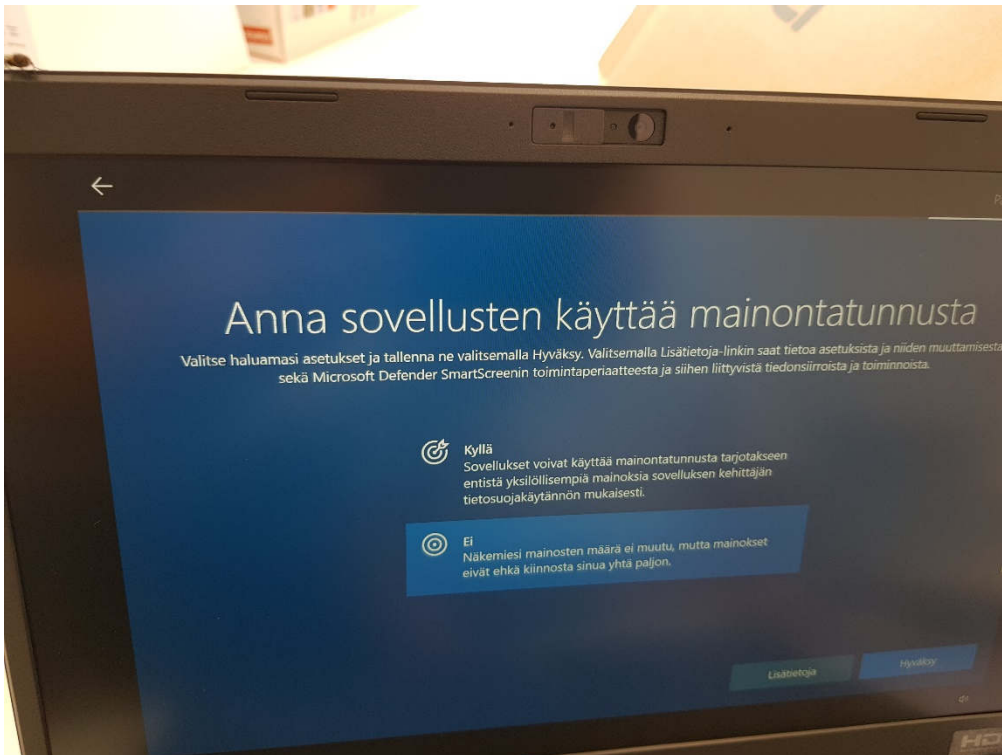 Anna sovellusten käyttää mainontatunnusta
Valitse haluamasi asetukset ja tallenna ne valitsemalla Hyväksy. Valitsemalla Lisätietoja-linkin saat tietoa asetuksista ja niiden muuttamisesta
sekä Microsoft Defender SmartScreenin toimintaperiaatteesta ja siihen liittyvistä tiedonsiirroista ja toiminnoista.
Kyllä
Sovellukset voivat käyttää mainontatunnusta tarjotakseen
entistä yksilöllisempiä mainoksia sovelluksen kehittäjän
tietosuojakäytännön mukaisesti.
Ei
Näkemiesi mainosten määrä ei muutu, mutta mainokset
eivät ehkä kiinnosta sinua yhtä paljon.
Lisätietoja
Hyväksy
HD